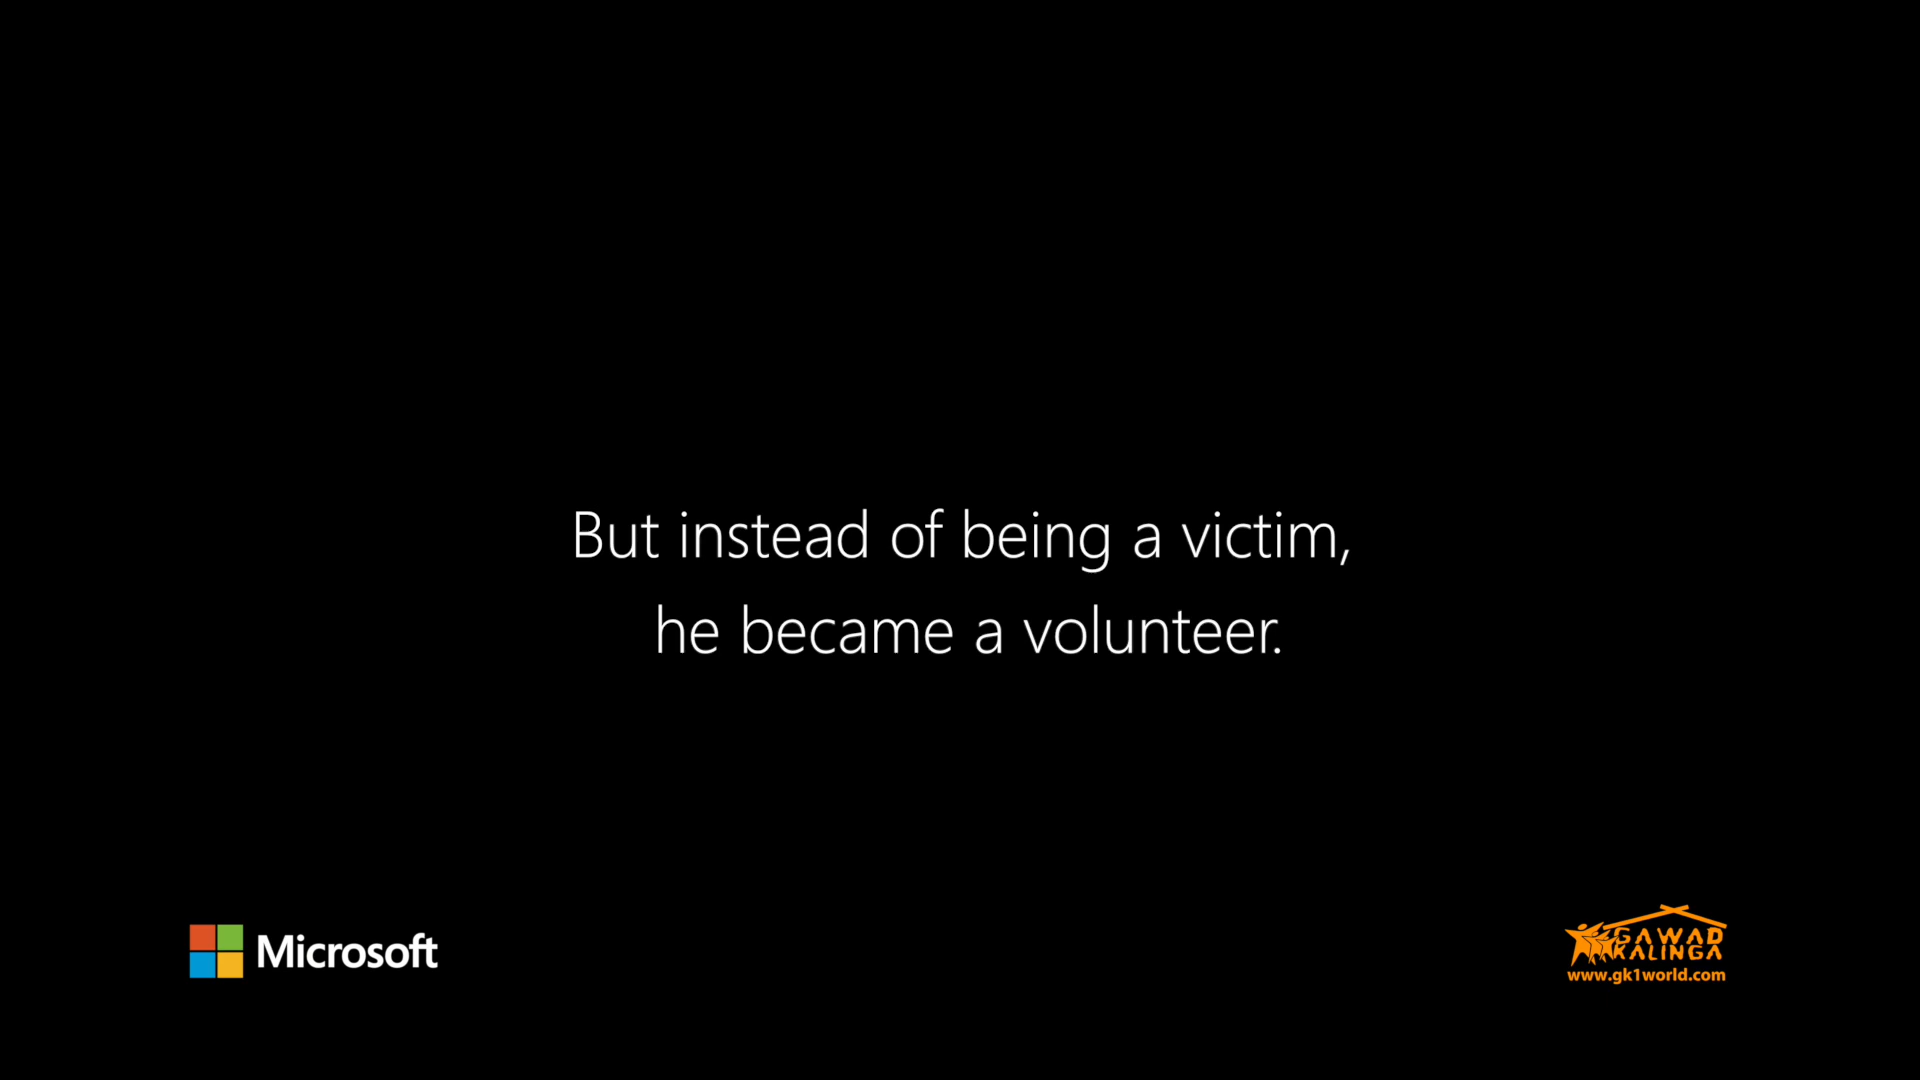 But instead of being a victim,
he became a volunteer.
Microsoft
GAWAD
KALINGA
www.gk1world.com